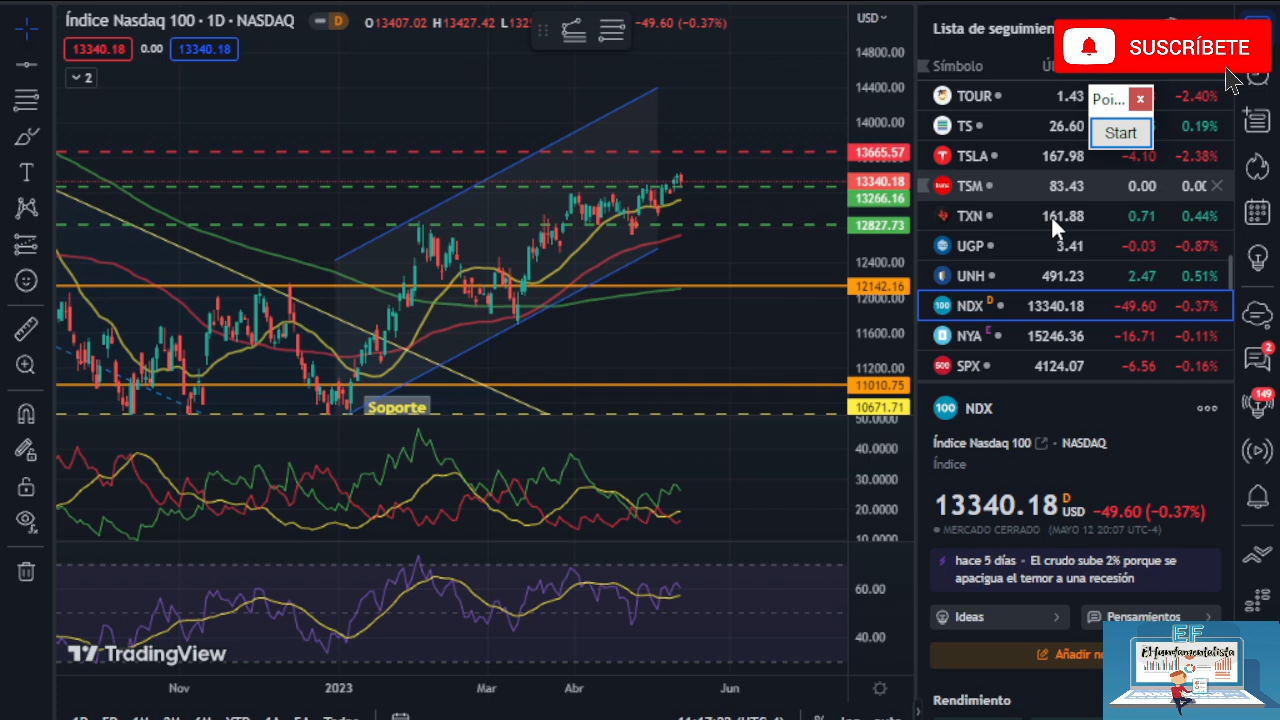 Índice Nasdaq 100 · 1D · NASDAQ
D
O13407.02 H13427.42
-49.60 (-0.37%)
13340.18 0.00 13340.18
2
USD
14800.00
14400.00
14000.00
13665.57
13340.18
13266.16
12827.73
12400.00
12142.16
12000.00
11600.00
11200.00
11010.75
10671.71
Soporte
50.0000
40.0000
30.0000
20.0000
10.0000
60.00
40.00
TradingView
Nov 2023 Mar Abr Jun
Lista de seguimien
SUSCRÍBETE
Símbolo
Poi... x
Start
TOUR 1.43 -2.40%
TS 26.60 0.19%
TSLA 167.98 -4.10 -2.38%
TSM 83.43 0.00
TXN 161.88 0.71 0.44%
UGP 3.41 -0.03 -0.87%
UNH 491.23 2.47 0.51%
100 NDX D 13340.18 -49.60 -0.37%
NYA E 15246.36 -16.71 -0.11%
500 SPX 4124.07 -6.56 -0.16%
2
149
100 NDX
Índice Nasdaq 100 · NASDAQ
Índice
13340.18 D USD -49.60 (-0.37%)
MERCADO CERRADO (MAYO 12 20:07 UTC-4)
hace 5 días · El crudo sube 2% porque se
apacigua el temor a una recesión
Ideas
Pensamientos
Añadir
EF
El fundamentalista
Rendimiento